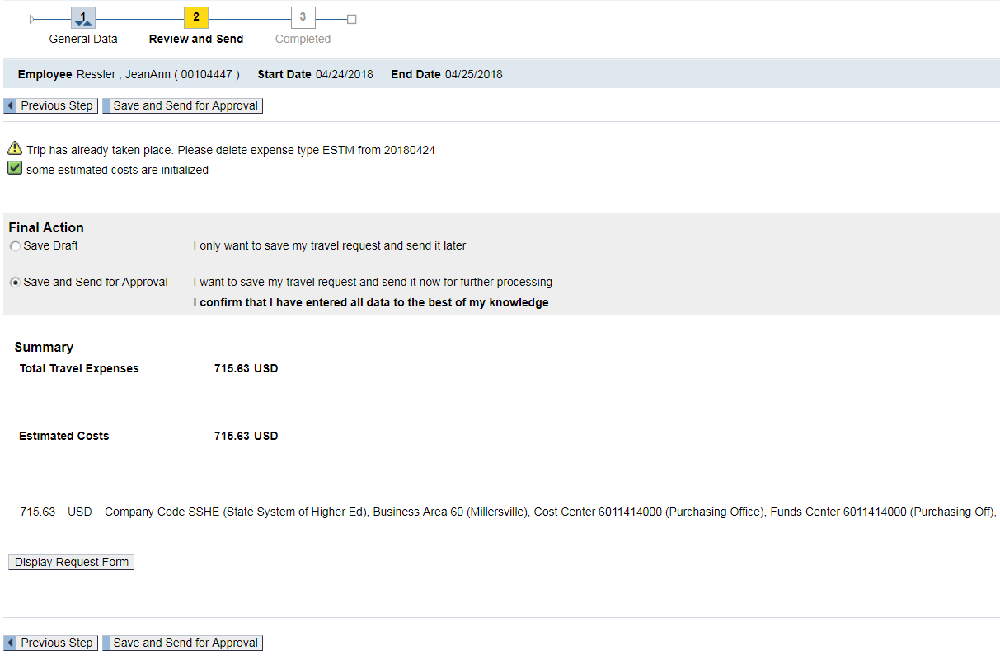 1 2 3
General Data Review and Send Completed
Employee Ressler , JeanAnn ( 00104447 ) Start Date 04/24/2018 End Date 04/25/2018
Previous Step Save and Send for Approval
Trip has already taken place. Please delete expense type ESTM from 20180424
some estimated costs are initialized
Final Action
Save Draft I only want to save my travel request and send it later
Save and Send for Approval I want to save my travel request and send it now for further processing
I confirm that I have entered all data to the best of my knowledge
Summary
Total Travel Expenses 715.63 USD
Estimated Costs 715.63 USD
715.63 USD Company Code SSHE (State System of Higher Ed), Business Area 60 (Millersville), Cost Center 6011414000 (Purchasing Office), Funds Center 6011414000 (Purchasing Off),
Display Request Form
Previous Step Save and Send for Approval